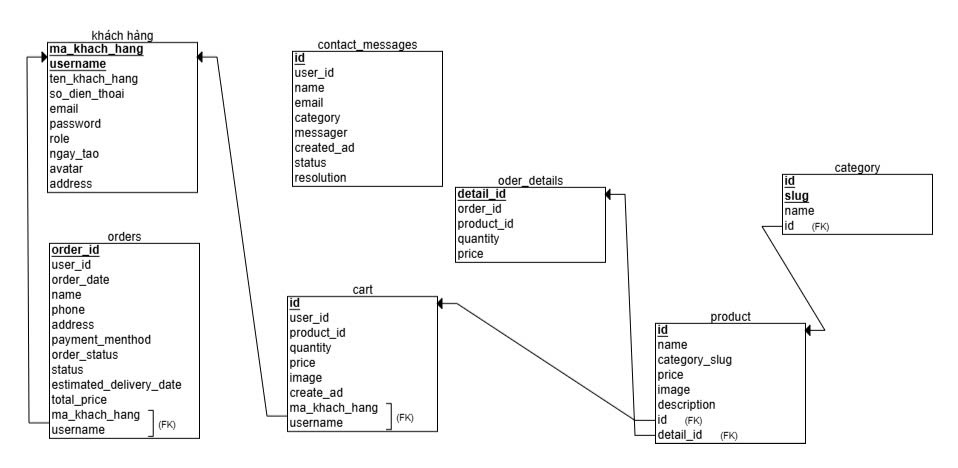 khách hàng
ma_khach_hang
username
ten_khach_hang
so_dien_thoai
email
password
role
ngay_tao
avatar
address
contact_messages
id
user_id
name
email
category
messager
created_ad
status
resolution
oder_details
detail_id
order_id
product_id
quantity
price
category
id
slug
name
id (FK)
orders
order_id
user_id
order_date
name
phone
address
payment_menthod
order_status
status
estimated_delivery_date
total_price
ma_khach_hang
username
(FK)
cart
id
user_id
product_id
quantity
price
image
create_ad
ma_khach_hang
username
(FK)
product
id
name
category_slug
price
image
description
id (FK)
detail_id (FK)